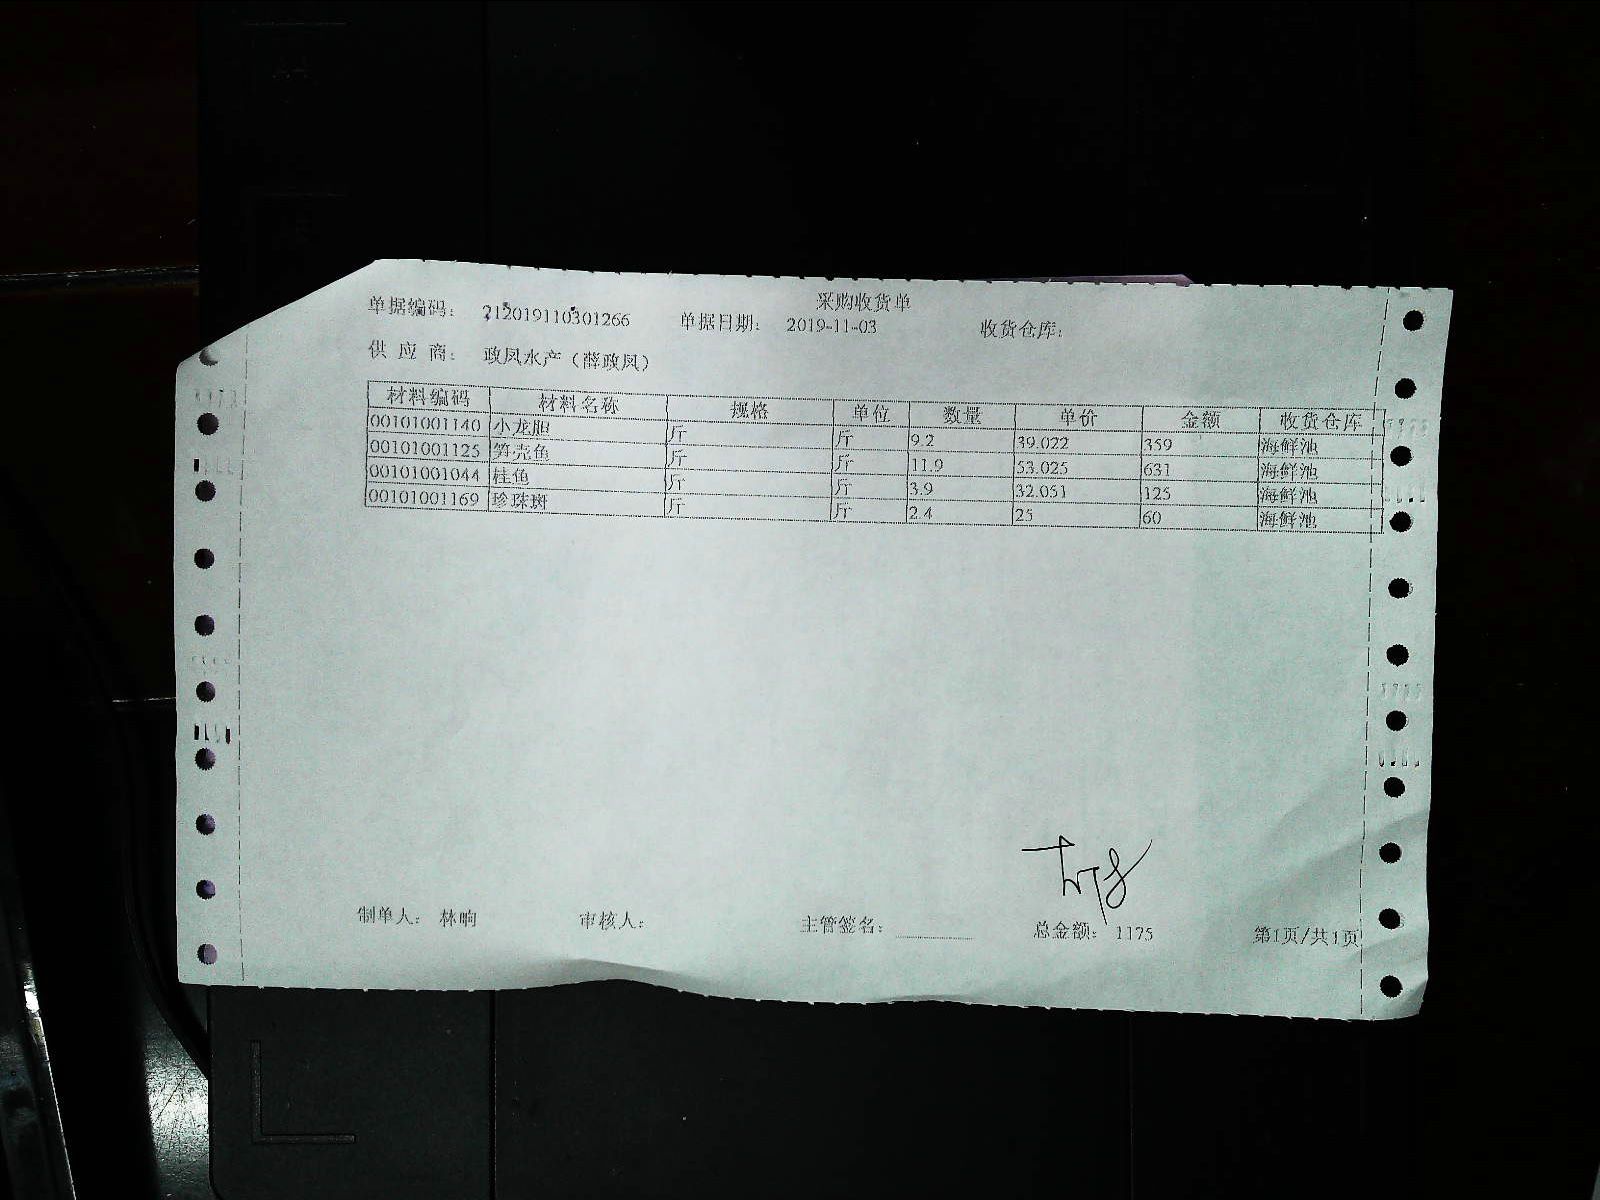 采购收货单
单据编码： 212019110301266 单据日期： 2019-11-03 收货仓库：
供 应 商： 政凤水产（薛政凤）
材料编码 材料名称 规格 单位 数量 单价 金额 收货仓库
00101001140 小龙胆 斤 斤 9.2 39.022 359 海鲜池
00101001125 笋壳鱼 斤 斤 11.9 53.025 631 海鲜池
00101001044 桂鱼 斤 斤 3.9 32.051 125 海鲜池
00101001169 珍珠斑 斤 斤 2.4 25 60 海鲜池
制单人： 林响 审核人： 主管签名： 总金额： 1175 第1页/共1页